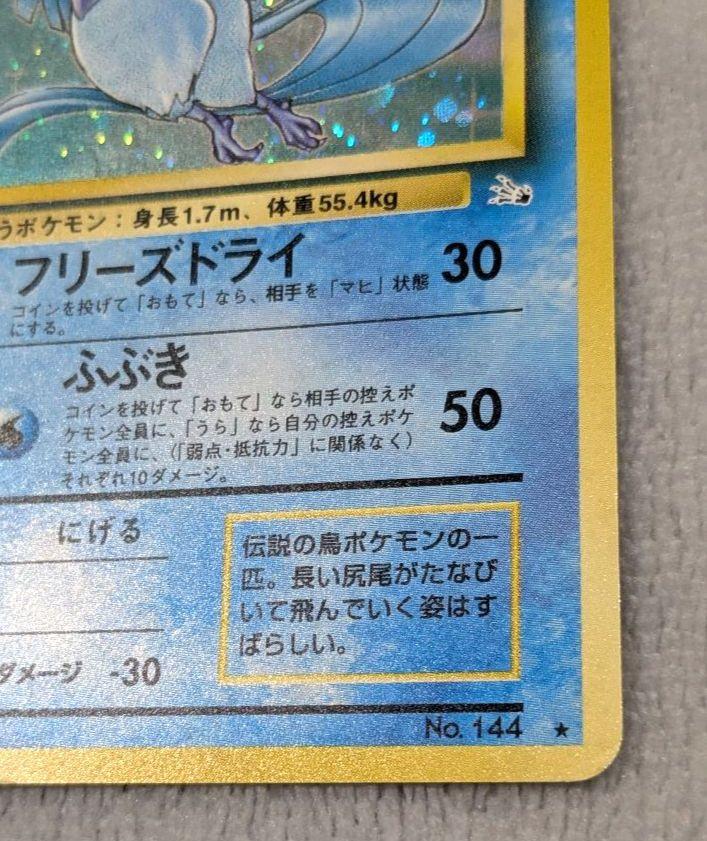 うポケモン：身長1.7m、体重55.4kg
フリーズドライ 30
コインを投げて「おもて」なら、相手を「マヒ」状態
にする。
ふぶき
コインを投げて「おもて」なら相手の控えポ
ケモン全員に、「うら」なら自分の控えポケ
モン全員に、（「弱点・抵抗力」に関係なく）
それぞれ10ダメージ。
50
にげる
ダメージ -30
伝説の鳥ポケモンの一
匹。長い尻尾がたなび
いて飛んでいく姿はす
ばらしい。
No. 144 ★